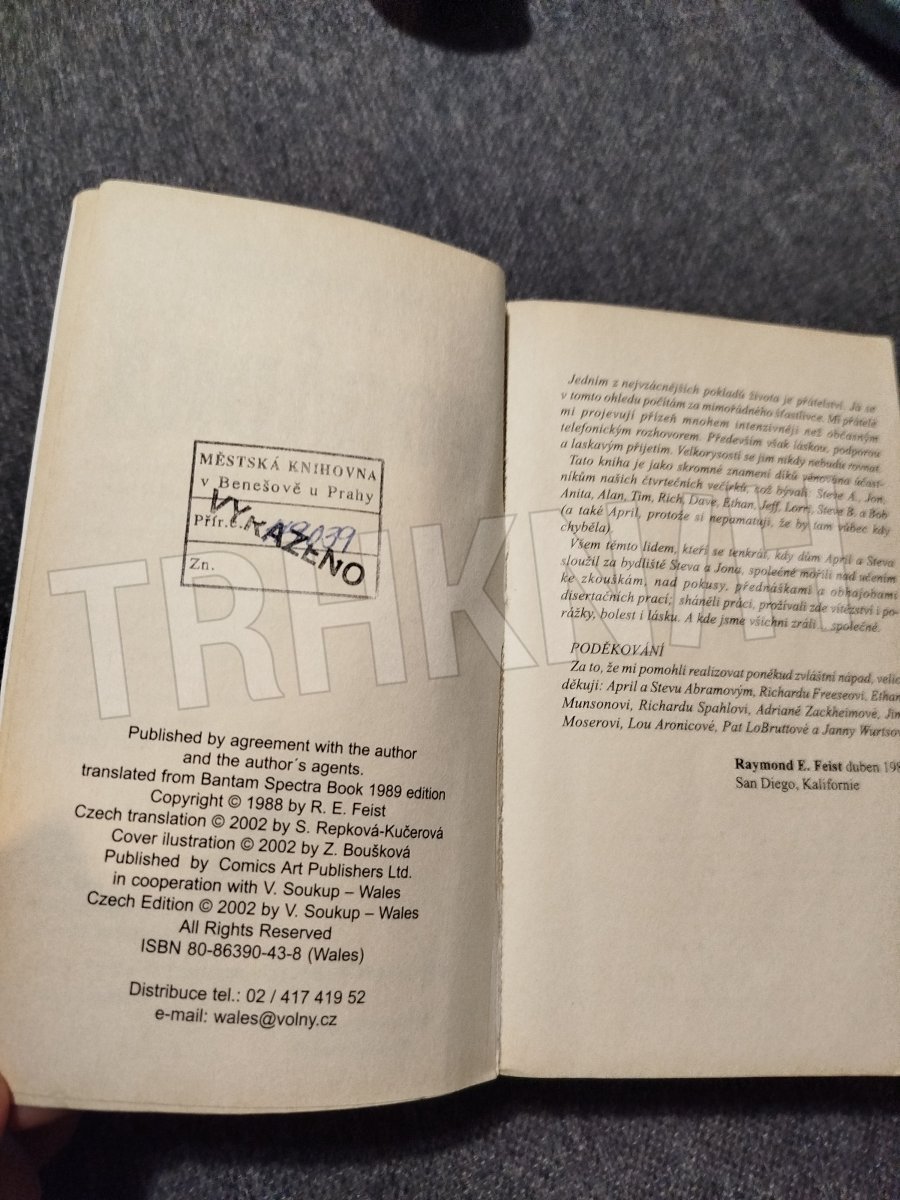 MĚSTSKÁ KNIHOVNA
v Benešově u Prahy
Přír.č.
VYŘAZENO
Zn.
Published by agreement with the author
and the author´s agents.
translated from Bantam Spectra Book 1989 edition
Copyright © 1988 by R. E. Feist
Czech translation © 2002 by S. Repková-Kučerová
Cover ilustration © 2002 by Z. Boušková
Published by Comics Art Publishers Ltd.
in cooperation with V. Soukup – Wales
Czech Edition © 2002 by V. Soukup – Wales
All Rights Reserved
ISBN 80-86390-43-8 (Wales)
Distribuce tel.: 02 / 417 419 52
e-mail: wales@volny.cz
Jedním z nejvzácnějších pokladů života je přátelství. Já se
v tomto ohledu počítám za mimořádného šťastlivce. Mí přátelé
mi projevují přízeň mnohem intenzivněji než občasným
telefonickým rozhovorem. Především však láskou, podporou
a laskavým přijetím. Velkorysostí se jim nikdy nebudu rovnat.
Tato kniha je jako skromné znamení díků věnována účast-
níkům našich čtvrtečních večírků, což bývali: Steve A., Jon,
Anita, Alan, Tim, Rich, Dave, Ethan, Jeff, Lorri, Steve B. a Bob
(a také April, protože si nepamatuji, že by tam vůbec kdy
chyběla).
Všem těmto lidem, kteří se tenkrát, kdy dům April a Steva
sloužil za bydliště Steva a Jona, společně mořili nad učením
ke zkouškám, nad pokusy, přednáškami a obhajobami
disertačních prací; sháněli práci, prožívali zde vítězství i po-
rážky, bolest i lásku. A kde jsme všichni zráli... společně.
PODĚKOVÁNÍ
Za to, že mi pomohli realizovat poněkud zvláštní nápad, velice
děkuji: April a Stevu Abramovým, Richardu Freeseovi, Ethan
Munsonovi, Richardu Spahlovi, Adrianě Zackheimové, Jim
Moserovi, Lou Aronicové, Pat LoBruttové a Janny Wurtsov
Raymond E. Feist duben 198
San Diego, Kalifornie
TRHKNIH